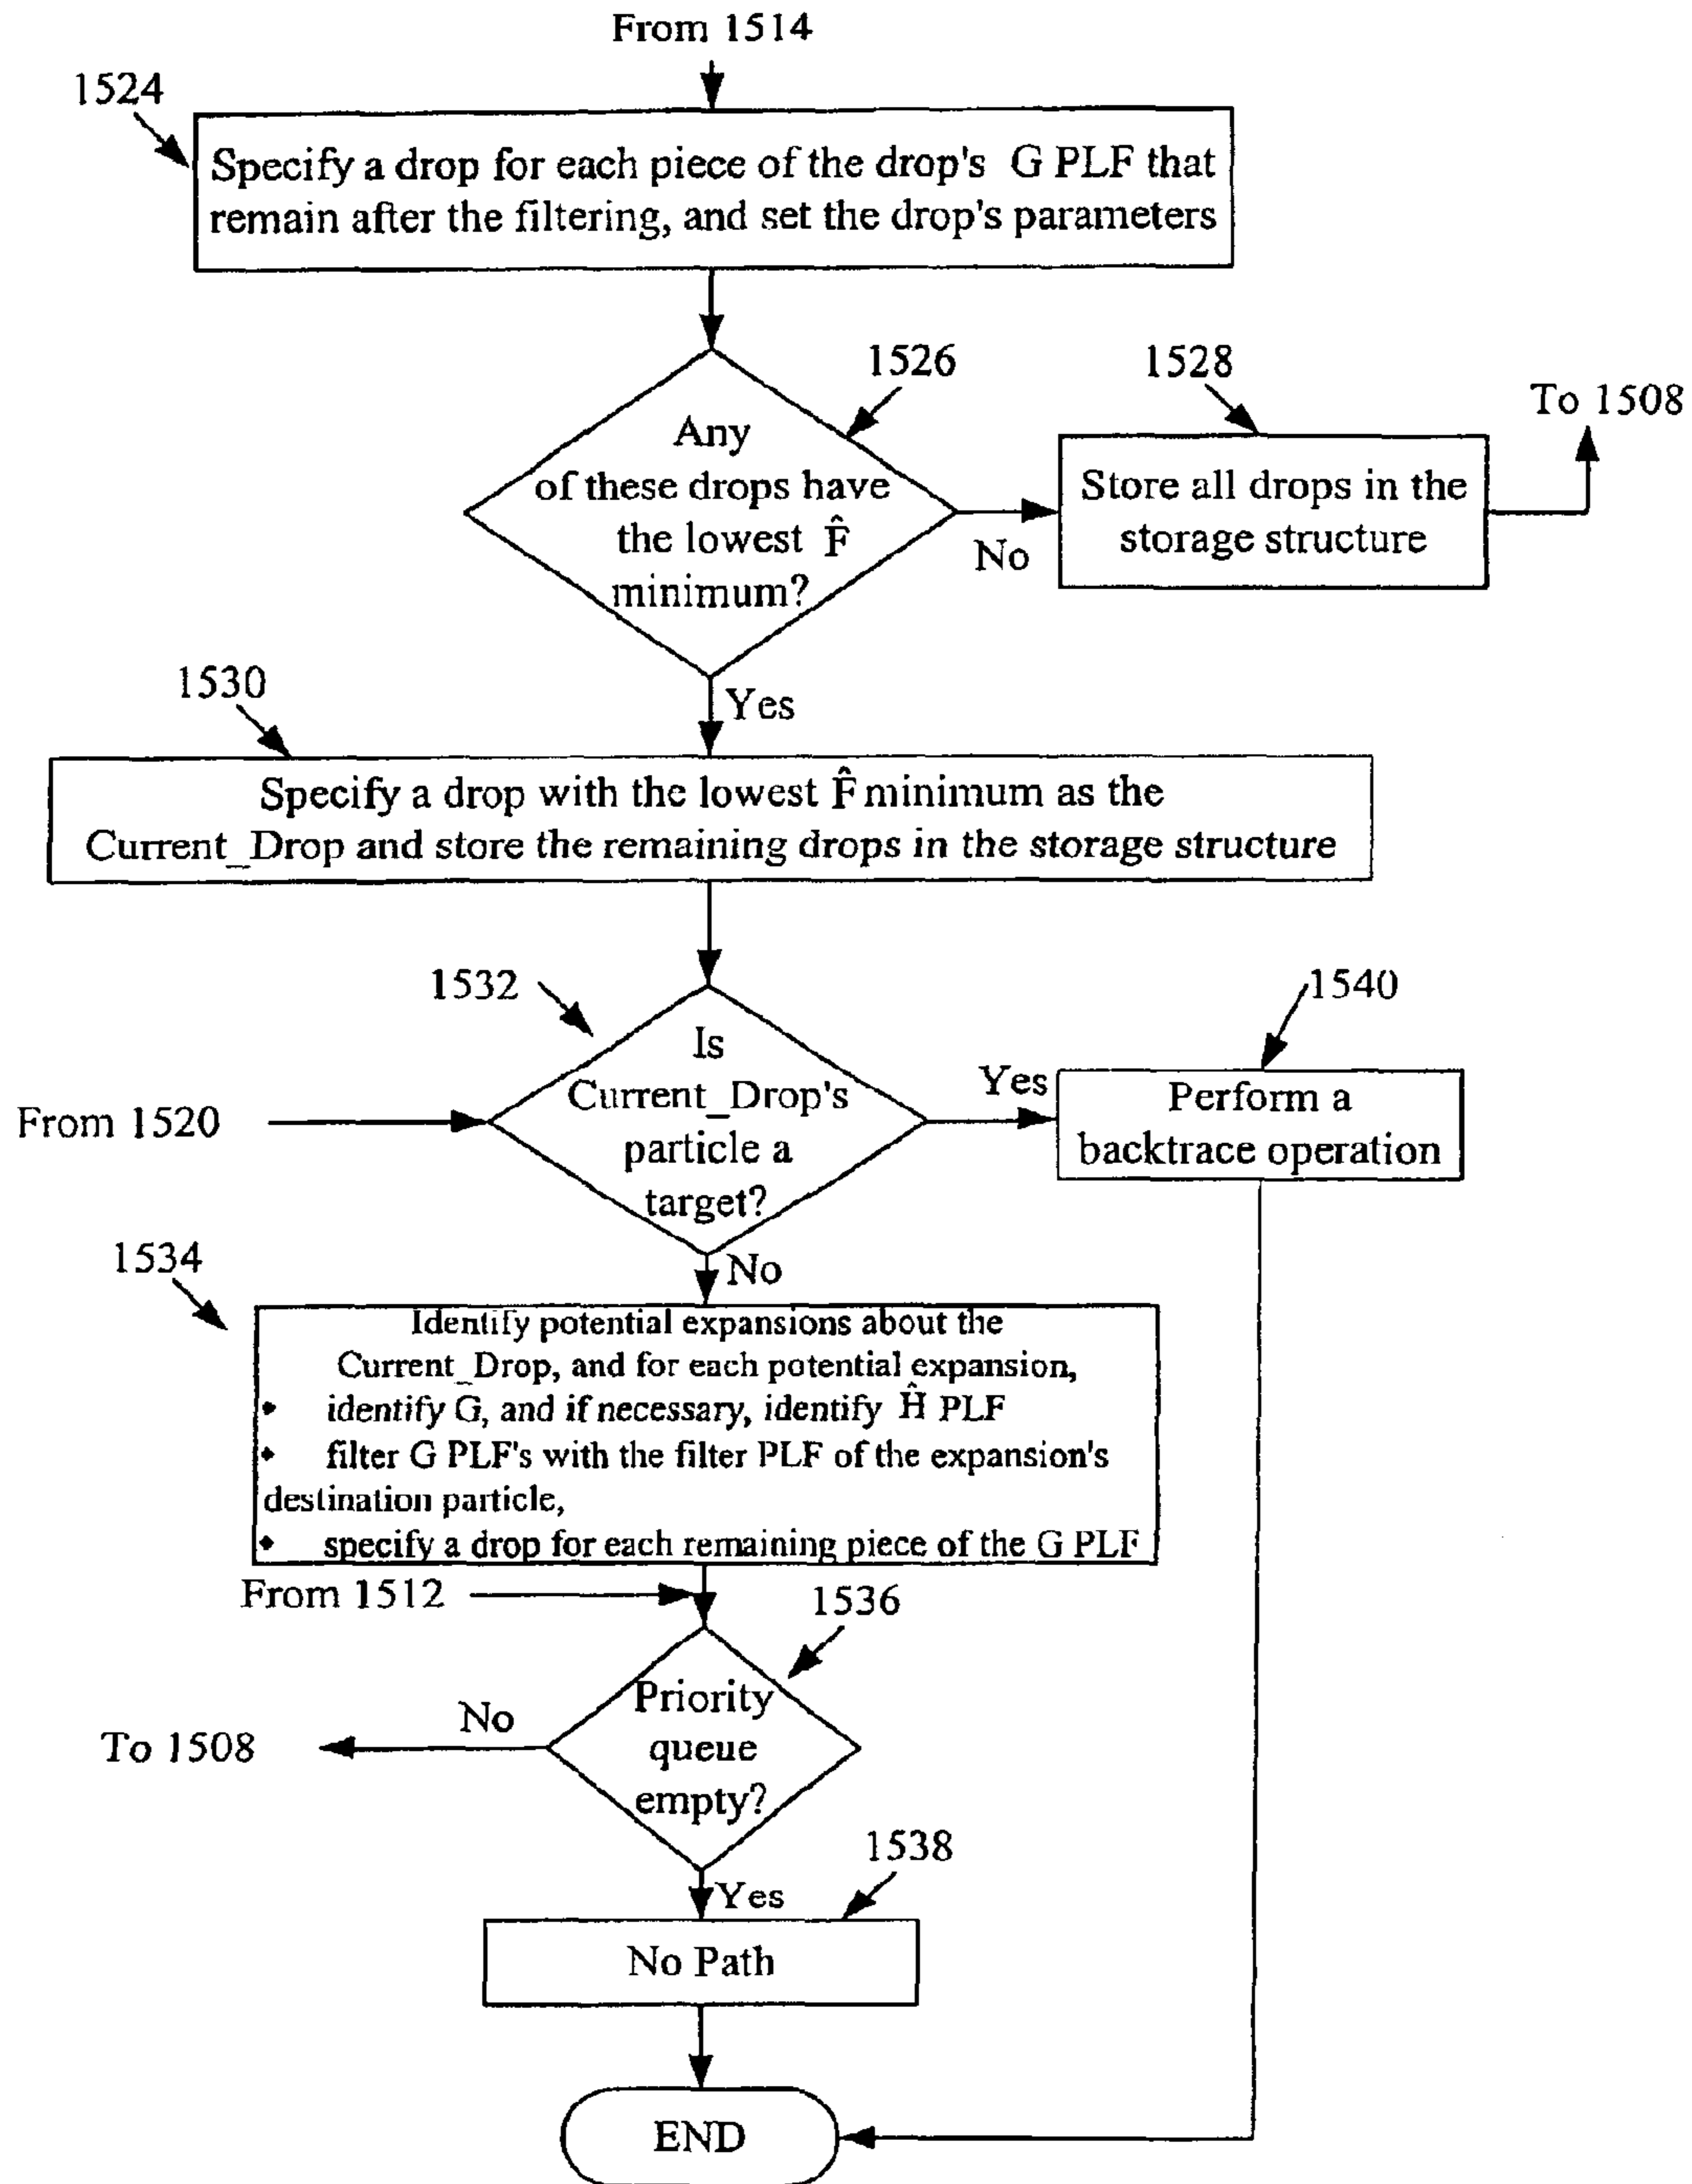 From 1514
1524
Specify a drop for each piece of the drop's G PLF that
remain after the filtering, and set the drop's parameters
1526
1528
To 1508
Any
of these drops have
the lowest F̂
minimum?
No
Store all drops in the
storage structure
Yes
1530
Specify a drop with the lowest F̂ minimum as the
Current_Drop and store the remaining drops in the storage structure
1532
1540
Is
Current_Drop's
particle a
target?
From 1520
Yes
Perform a
backtrace operation
No
1534
Identify potential expansions about the
Current_Drop, and for each potential expansion,
• identify G, and if necessary, identify Ĥ PLF
• filter G PLF's with the filter PLF of the expansion's
destination particle,
• specify a drop for each remaining piece of the G PLF
From 1512
1536
Priority
queue
empty?
No
To 1508
1538
Yes
No Path
END